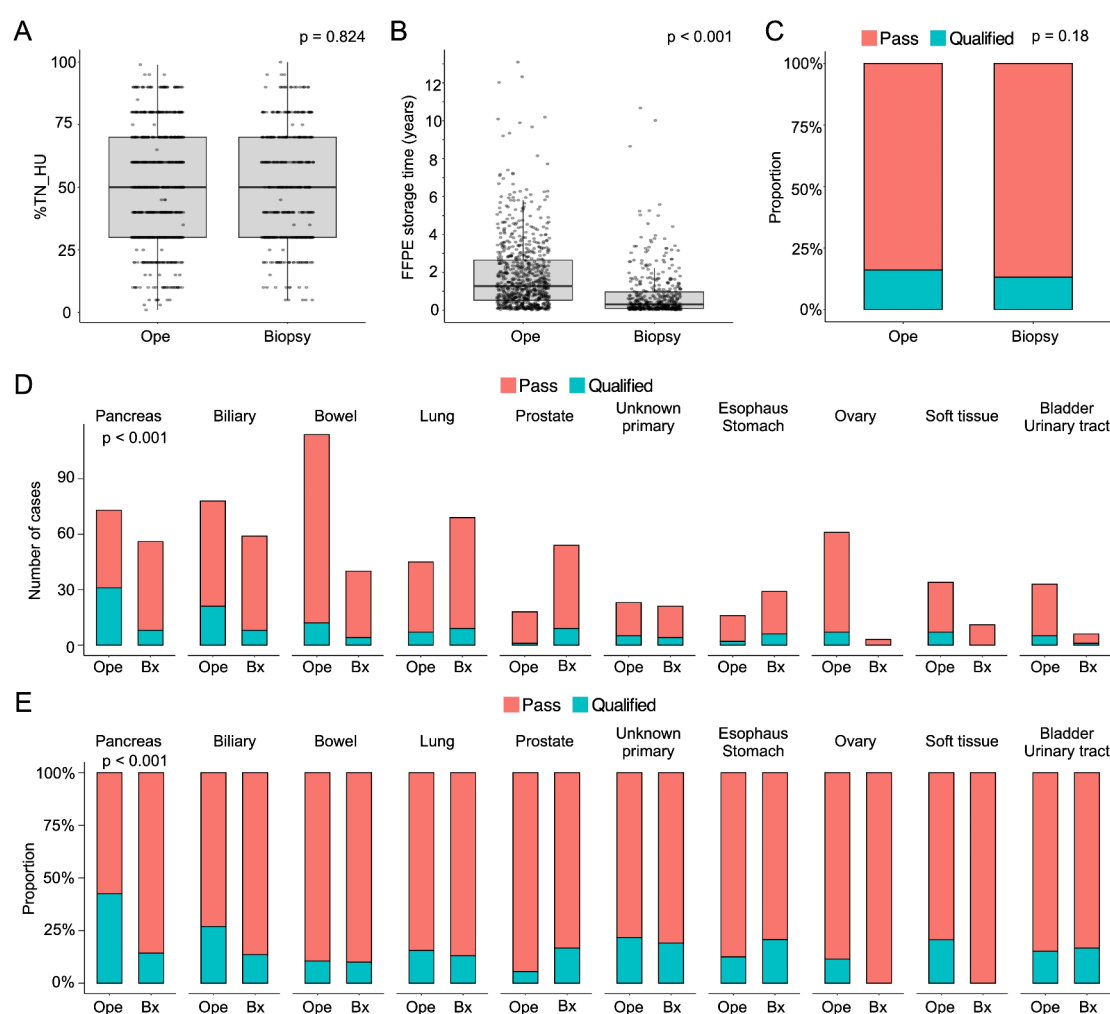 A
p = 0.824
%TN_HU
100
75
50
25
0
Ope Biopsy
B
p < 0.001
FFPE storage time (years)
12
10
8
6
4
2
0
Ope Biopsy
C
Pass Qualified p = 0.18
Proportion
100%
75%
50%
25%
0%
Ope Biopsy
D
Pass Qualified
Pancreas Biliary Bowel Lung Prostate Unknown primary Esophaus Stomach Ovary Soft tissue Bladder Urinary tract
p < 0.001
Number of cases
90
60
30
0
Ope Bx Ope Bx Ope Bx Ope Bx Ope Bx Ope Bx Ope Bx Ope Bx Ope Bx Ope Bx
E
Pass Qualified
Pancreas Biliary Bowel Lung Prostate Unknown primary Esophaus Stomach Ovary Soft tissue Bladder Urinary tract
p < 0.001
Proportion
100%
75%
50%
25%
0%
Ope Bx Ope Bx Ope Bx Ope Bx Ope Bx Ope Bx Ope Bx Ope Bx Ope Bx Ope Bx